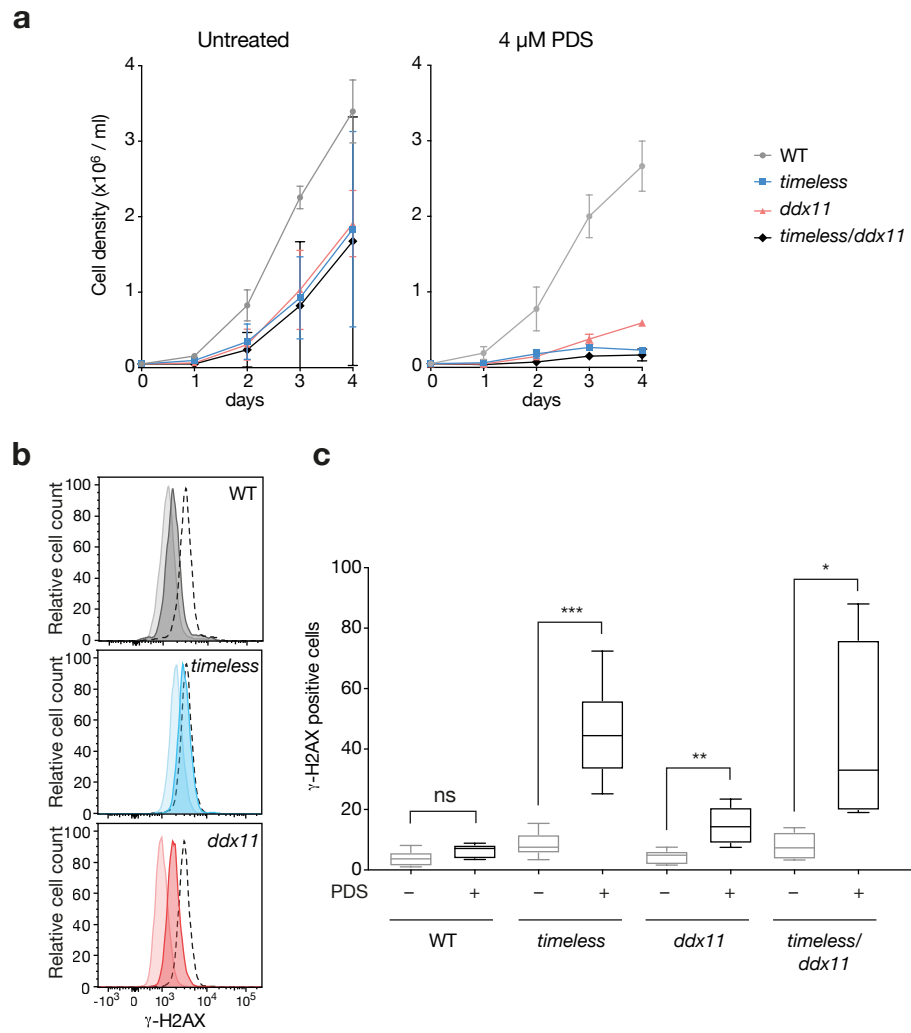 a
Untreated
4 µM PDS
Cell density (x10⁶ / ml)
4
3
2
1
0
0 1 2 3 4
days
4
3
2
1
0
0 1 2 3 4
days
WT
timeless
ddx11
timeless/ddx11
b
Relative cell count
100
80
60
40
20
0
WT
Relative cell count
100
80
60
40
20
0
timeless
Relative cell count
100
80
60
40
20
0
ddx11
-10³ 0 10³ 10⁴ 10⁵
γ-H2AX
c
γ-H2AX positive cells
100
80
60
40
20
0
ns
***
**
*
PDS − + − + − + − +
WT
timeless
ddx11
timeless/
ddx11